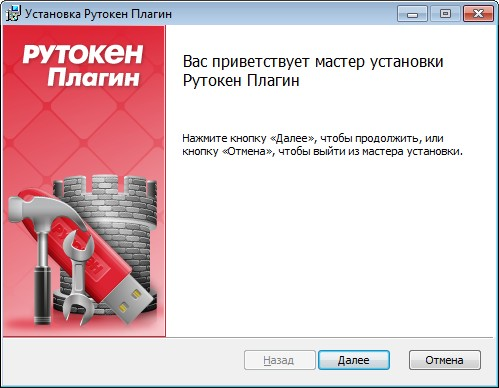 Установка Рутокен Плагин
РУТОКЕН
Плагин
Вас приветствует мастер установки
Рутокен Плагин
Нажмите кнопку «Далее», чтобы продолжить, или
кнопку «Отмена», чтобы выйти из мастера установки.
РУТОКЕН
Назад
Далее
Отмена